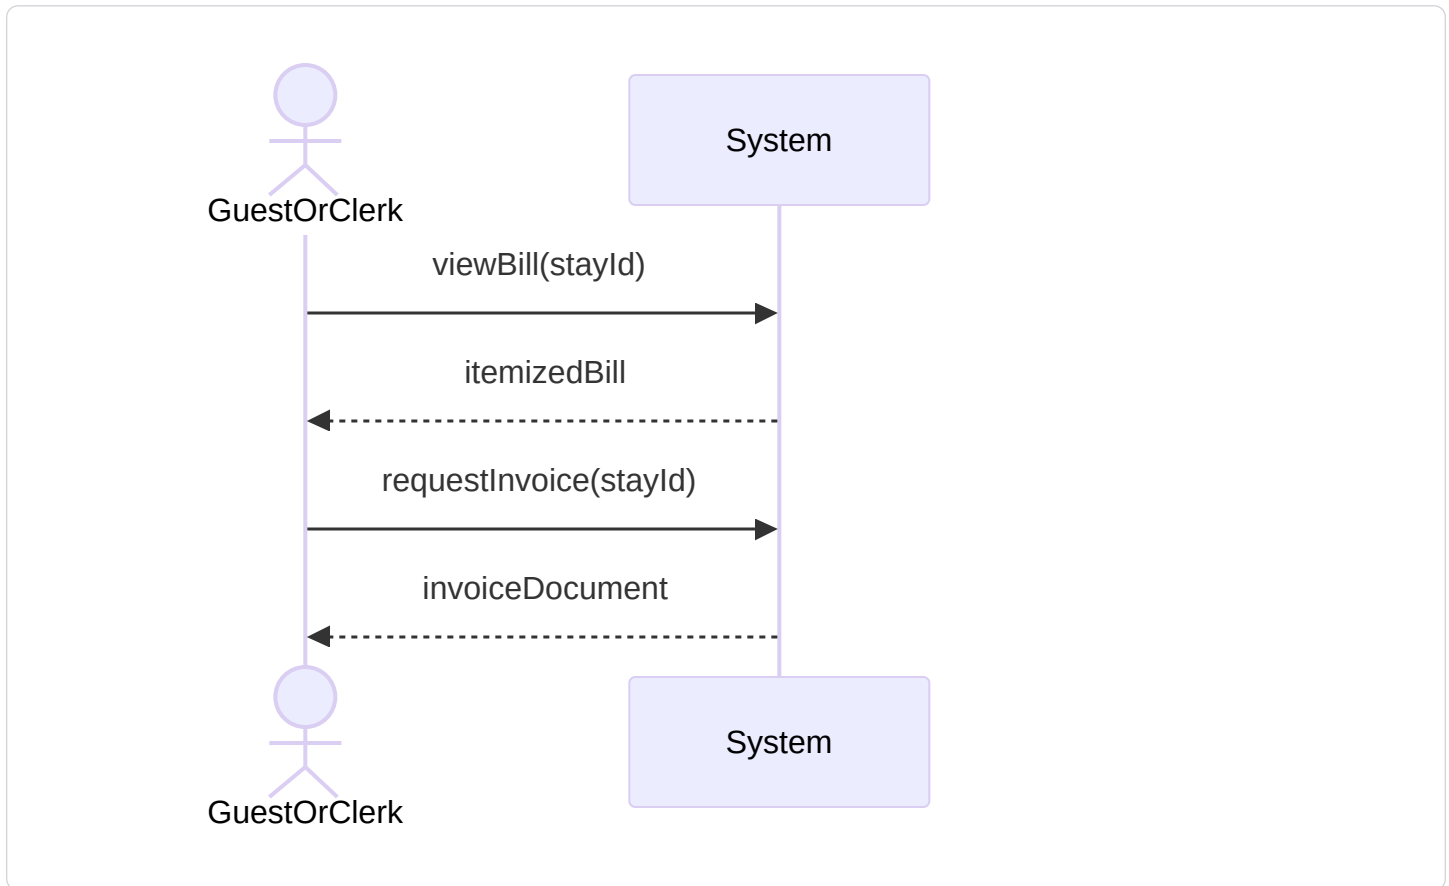 System
GuestOrClerk
viewBill(stayId)
itemizedBill
requestInvoice(stayId)
invoiceDocument
System
GuestOrClerk